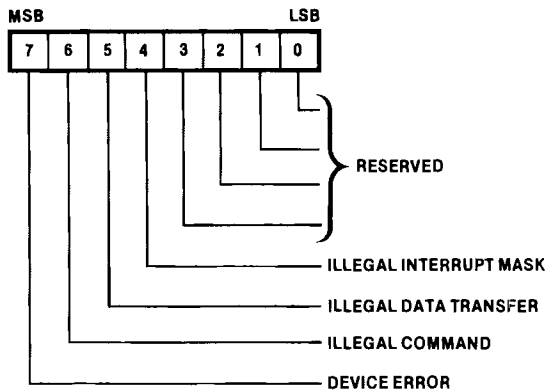 MSB LSB
7 6 5 4 3 2 1 0
RESERVED
ILLEGAL INTERRUPT MASK
ILLEGAL DATA TRANSFER
ILLEGAL COMMAND
DEVICE ERROR